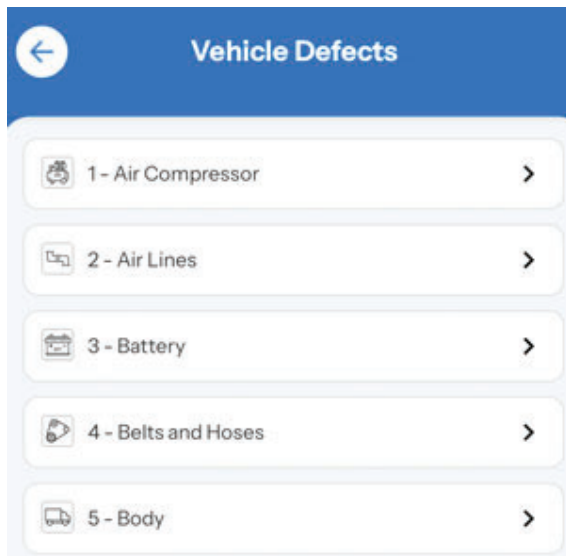 Vehicle Defects
1 - Air Compressor
2 - Air Lines
3 - Battery
4 - Belts and Hoses
5 - Body